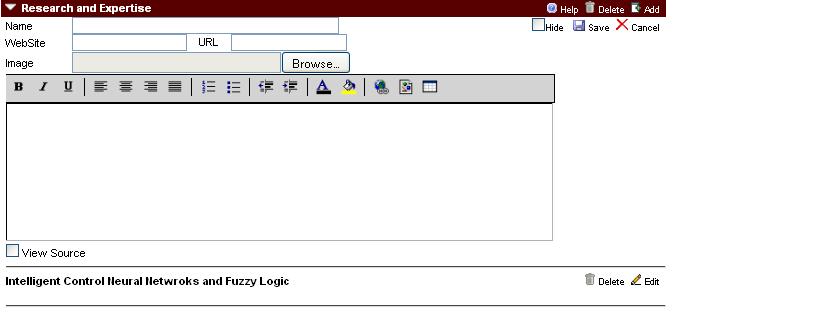 Research and Expertise Help Delete Add
Name Hide Save Cancel
WebSite URL
Image Browse...
B I U A
View Source
Intelligent Control Neural Netwroks and Fuzzy Logic Delete Edit